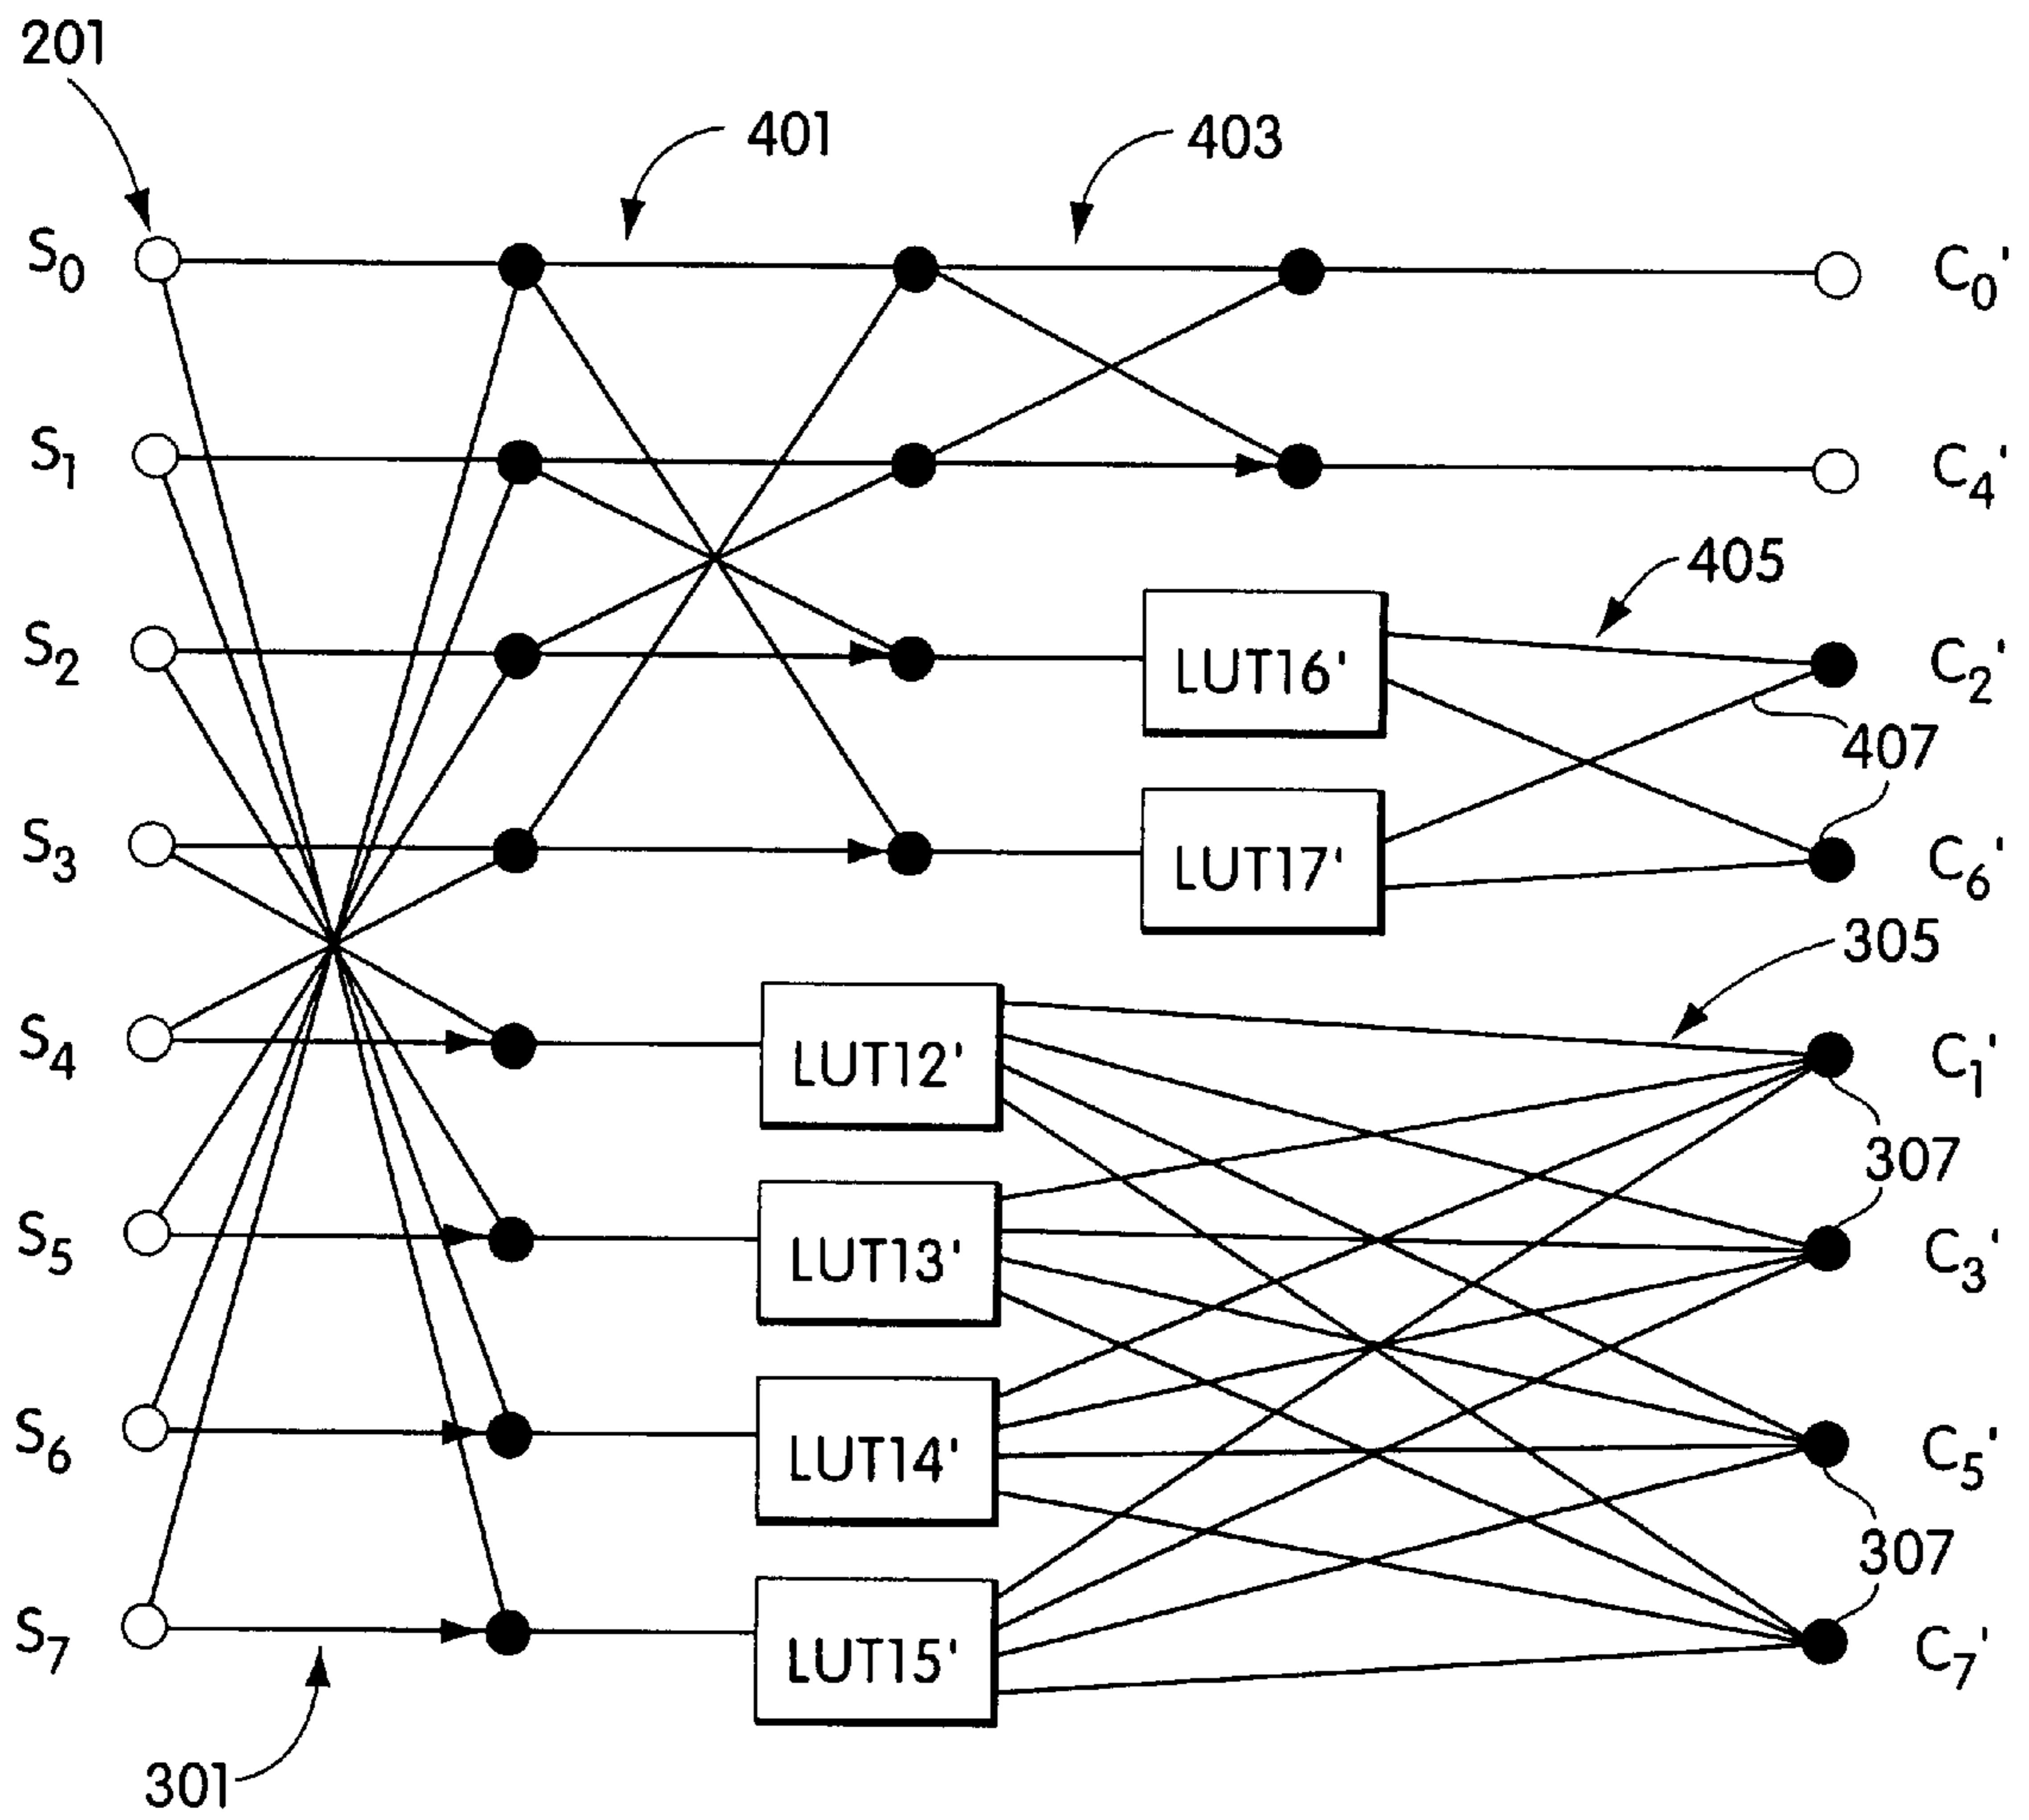 201
401
403
S0
C0'
S1
C4'
405
S2
LUT16'
C2'
407
S3
LUT17'
C6'
305
S4
LUT12'
C1'
307
S5
LUT13'
C3'
S6
LUT14'
C5'
307
S7
LUT15'
C7'
301